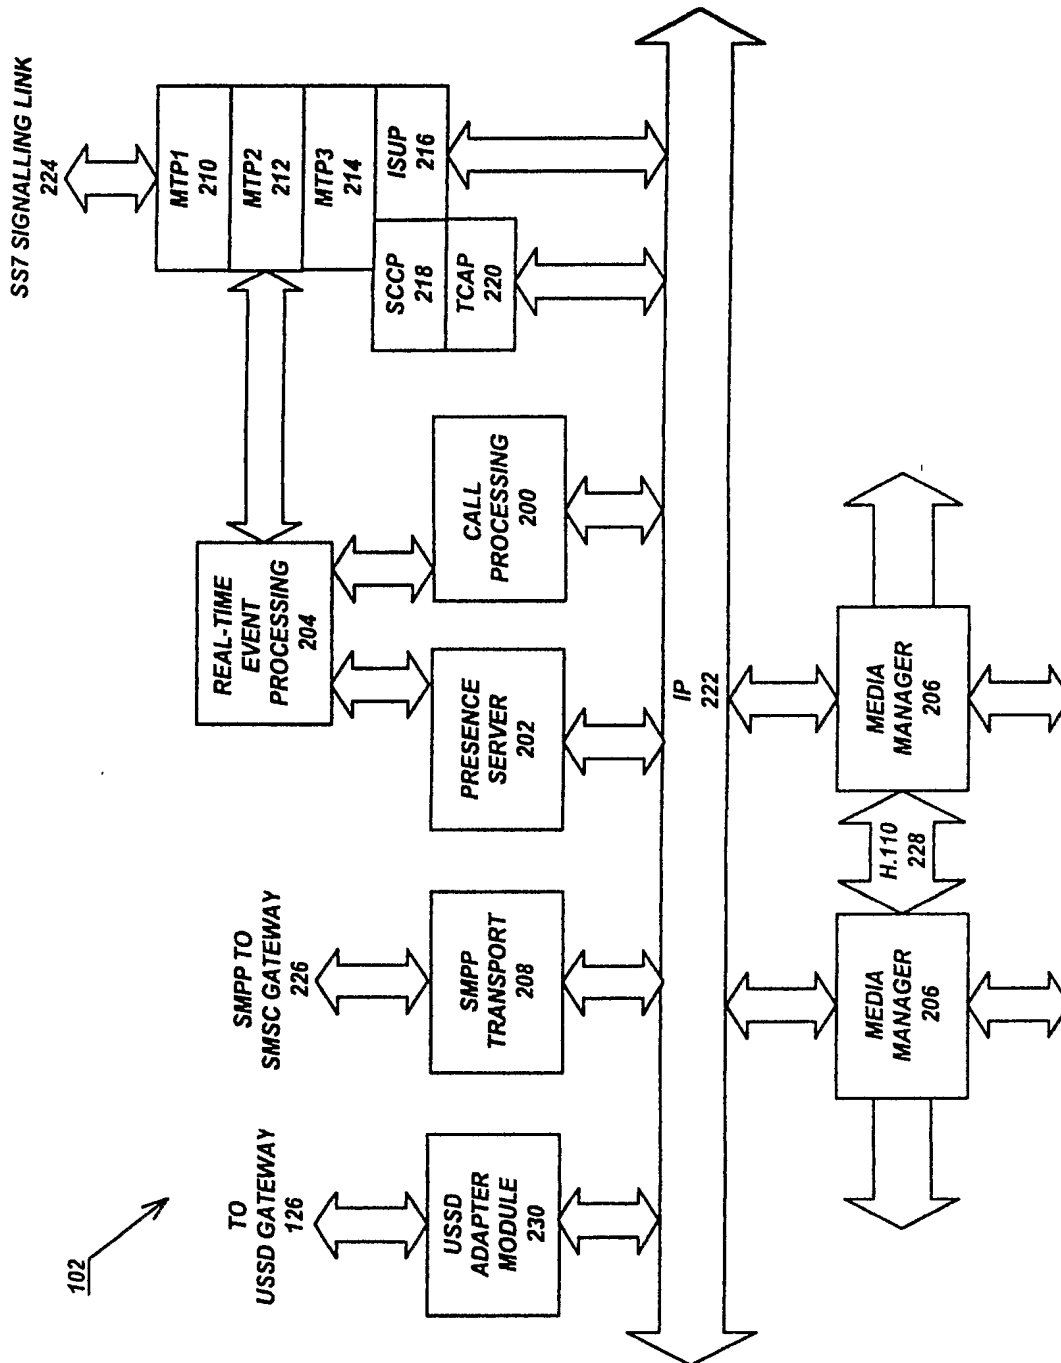 102
TO
USSD GATEWAY
126
SMPP TO
SMSC GATEWAY
226
SS7 SIGNALLING LINK
224
REAL-TIME
EVENT
PROCESSING
204
MTP1
210
MTP2
212
MTP3
214
ISUP
216
SCCP
218
TCAP
220
USSD
ADAPTER
MODULE
230
SMPP
TRANSPORT
208
PRESENCE
SERVER
202
CALL
PROCESSING
200
IP
222
MEDIA
MANAGER
206
H.110
228
MEDIA
MANAGER
206